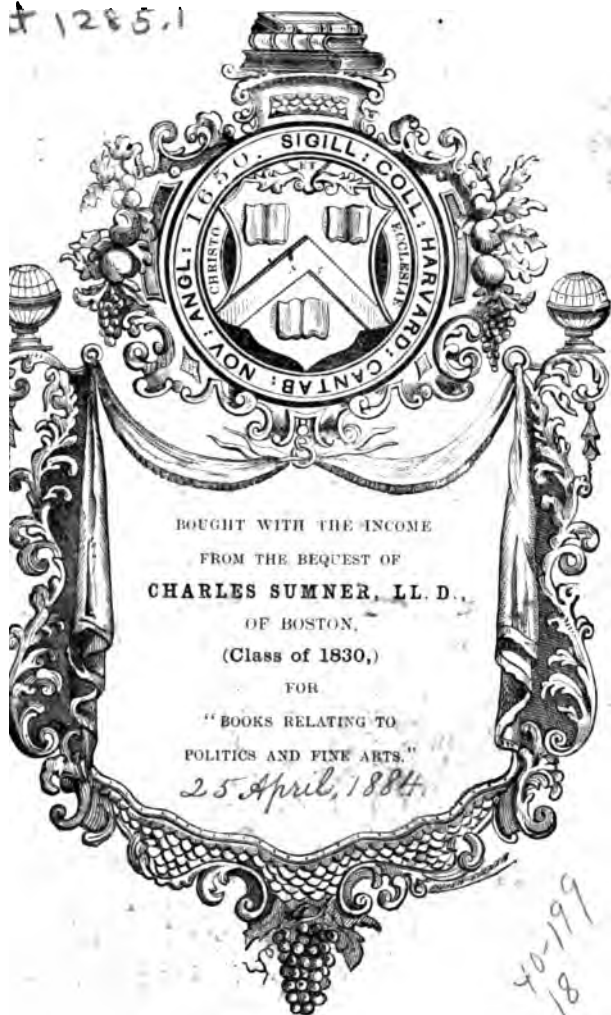 1285.1
SIGILL: COLL: HARVARD: CANTAB: NOV: ANGL: 1650.
CHRISTO ET ECCLESIAE
BOUGHT WITH THE INCOME
FROM THE BEQUEST OF
CHARLES SUMNER, LL. D.,
OF BOSTON,
(Class of 1830,)
FOR
"BOOKS RELATING TO
POLITICS AND FINE ARTS."
25 April, 1884.
40-199
18